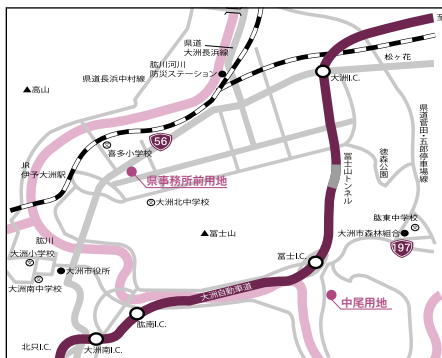 至
県道
大洲長浜線
松ヶ花
肱川河川
防災ステーション
県道長浜中村線
大洲I.C.
▲高山
56
喜多小学校
JR
伊予大洲駅
県事務所前用地
冨士山トンネル
徳森公園
県道菅田・五郎停車場線
大洲北中学校
肱東中学校
大洲市森林組合
197
▲冨士山
肱川
大洲小学校
大洲市役所
大洲南中学校
冨士I.C.
大洲自動車道
中尾用地
肱南I.C.
北只I.C.
大洲南I.C.